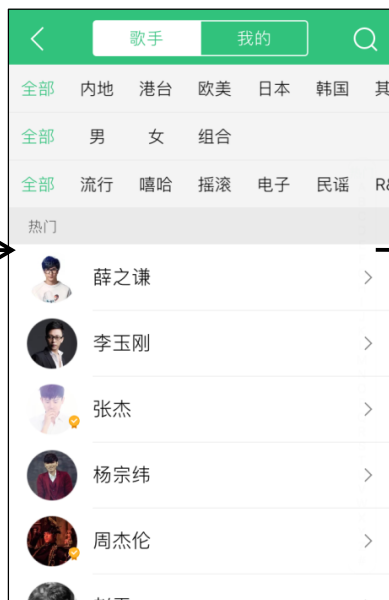 歌手 我的
全部 内地 港台 欧美 日本 韩国
全部 男 女 组合
全部 流行 嘻哈 摇滚 电子 民谣
热门
薛之谦
李玉刚
张杰
杨宗纬
周杰伦